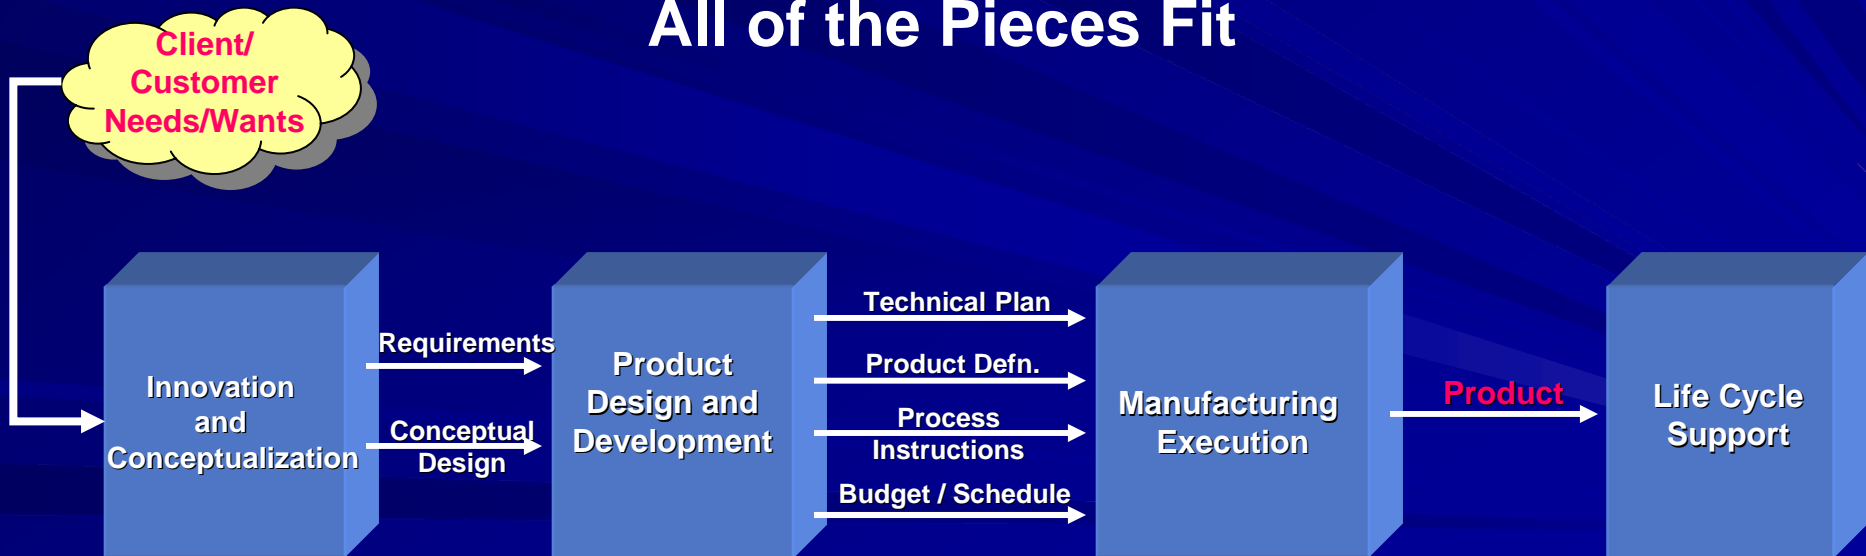 All of the Pieces Fit
Client/
Customer
Needs/Wants
Innovation
and
Conceptualization
Requirements
Conceptual
Design
Product
Design and
Development
Technical Plan
Product Defn.
Process
Instructions
Budget / Schedule
Manufacturing
Execution
Product
Life Cycle
Support